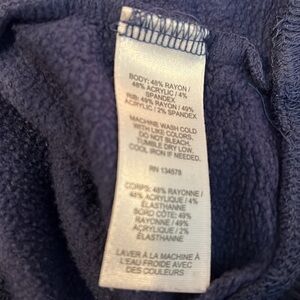 BODY: 48% RAYON /
48% ACRYLIC / 4%
SPANDEX
RIB: 49% RAYON / 49%
ACRYLIC / 2% SPANDEX
MACHINE WASH COLD
WITH LIKE COLORS.
DO NOT BLEACH.
TUMBLE DRY LOW.
COOL IRON IF NEEDED.
RN 134578
CORPS: 48% RAYONNE /
48% ACRYLIQUE / 4%
ÉLASTHANNE
BORD CÔTE: 49%
RAYONNE / 49%
ACRYLIQUE / 2%
ÉLASTHANNE
LAVER À LA MACHINE À
L'EAU FROIDE AVEC
DES COULEURS